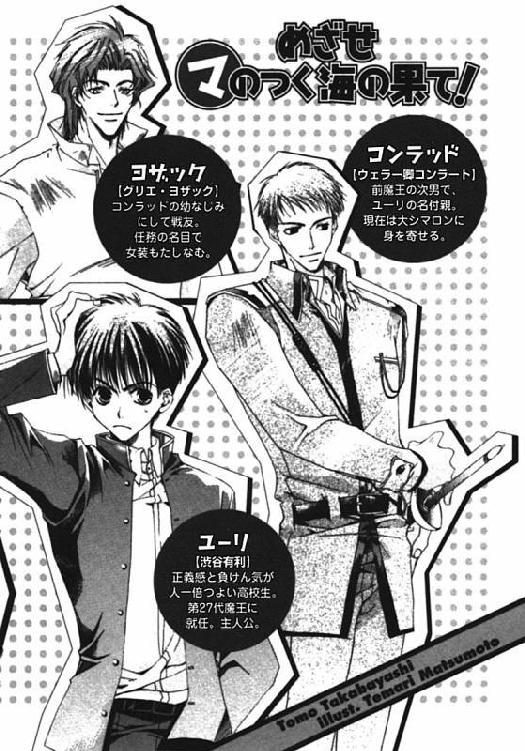 めざせ
マのつく海の果て!
ヨザック
【グリエ・ヨザック】
コンラッドの幼なじみ
にして戦友。
任務の名目で
女装もたしなむ。
コンラッド
【ウェラー卿コンラート】
前魔王の次男で、
ユーリの名付親。
現在は大シマロンに
身を寄せる。
ユーリ
【渋谷有利】
正義感と負けん気が
人一倍つよい高校生。
第27代魔王に
就任。主人公。
Tomo Takabayashi
Illust. Temari Matsumoto